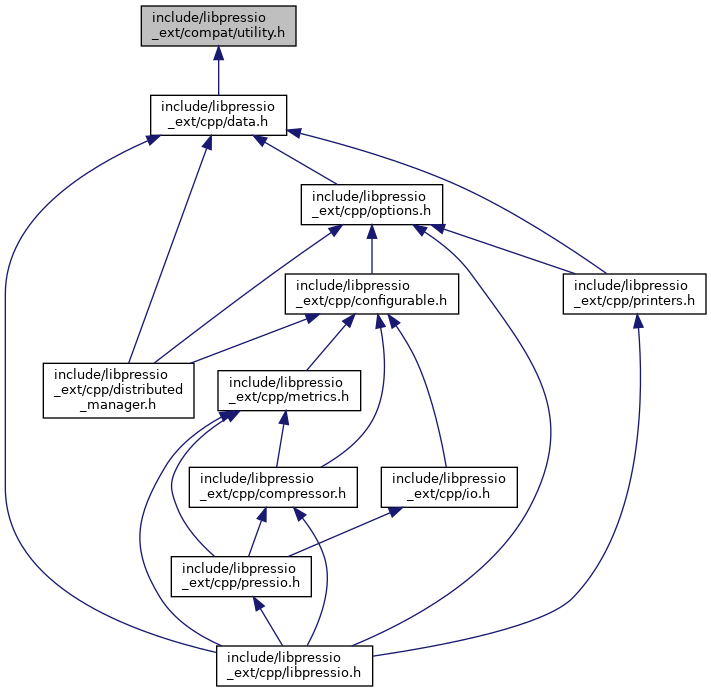 include/libpressio
_ext/compat/utility.h
include/libpressio
_ext/cpp/data.h
include/libpressio
_ext/cpp/options.h
include/libpressio
_ext/cpp/configurable.h
include/libpressio
_ext/cpp/printers.h
include/libpressio
_ext/cpp/distributed
_manager.h
include/libpressio
_ext/cpp/metrics.h
include/libpressio
_ext/cpp/compressor.h
include/libpressio
_ext/cpp/io.h
include/libpressio
_ext/cpp/pressio.h
include/libpressio
_ext/cpp/libpressio.h